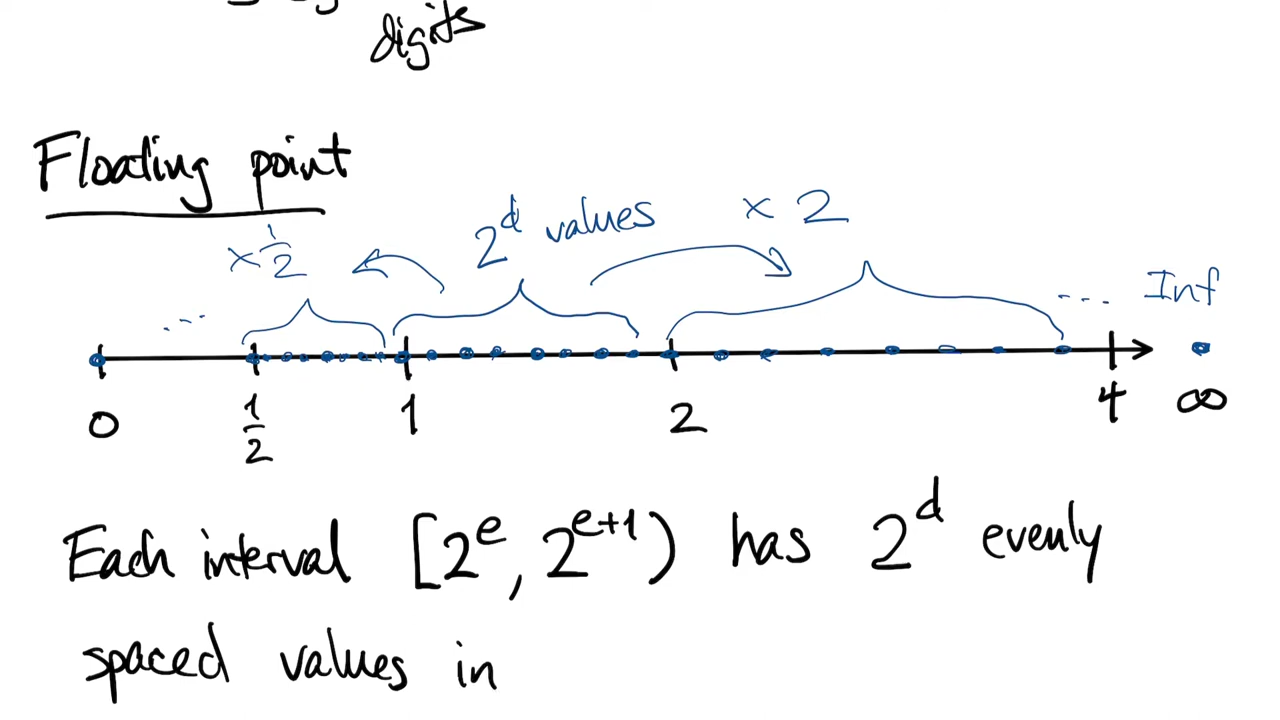 digits
Floating point
× 1/2
2^d values
× 2
... ... Inf
0 1/2 1 2 4 ∞
Each interval [2^e, 2^{e+1}) has 2^d evenly
spaced values in